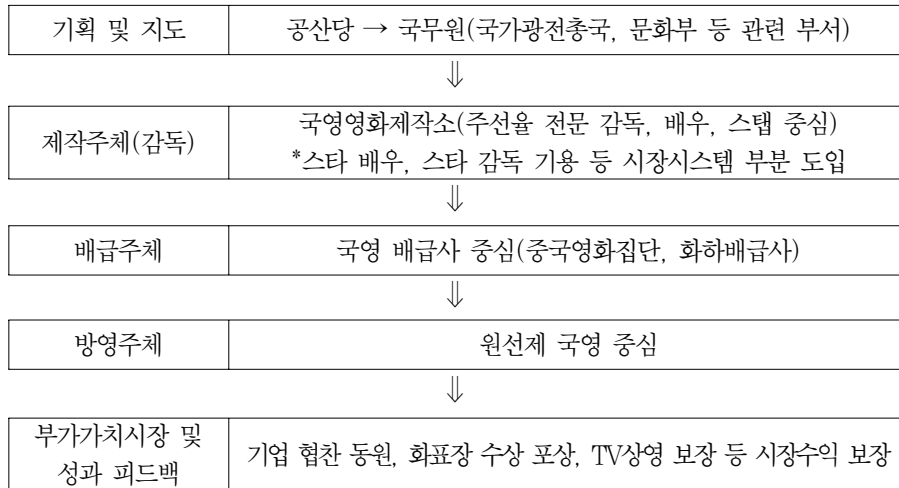 기획 및 지도
공산당 → 국무원(국가광전총국, 문화부 등 관련 부서)
⇓
제작주체(감독)
국영영화제작소(주선율 전문 감독, 배우, 스탭 중심)
*스타 배우, 스타 감독 기용 등 시장시스템 부분 도입
⇓
배급주체
국영 배급사 중심(중국영화집단, 화하배급사)
⇓
방영주체
원선제 국영 중심
⇓
부가가치시장 및
성과 피드백
기업 협찬 동원, 화표장 수상 포상, TV상영 보장 등 시장수익 보장